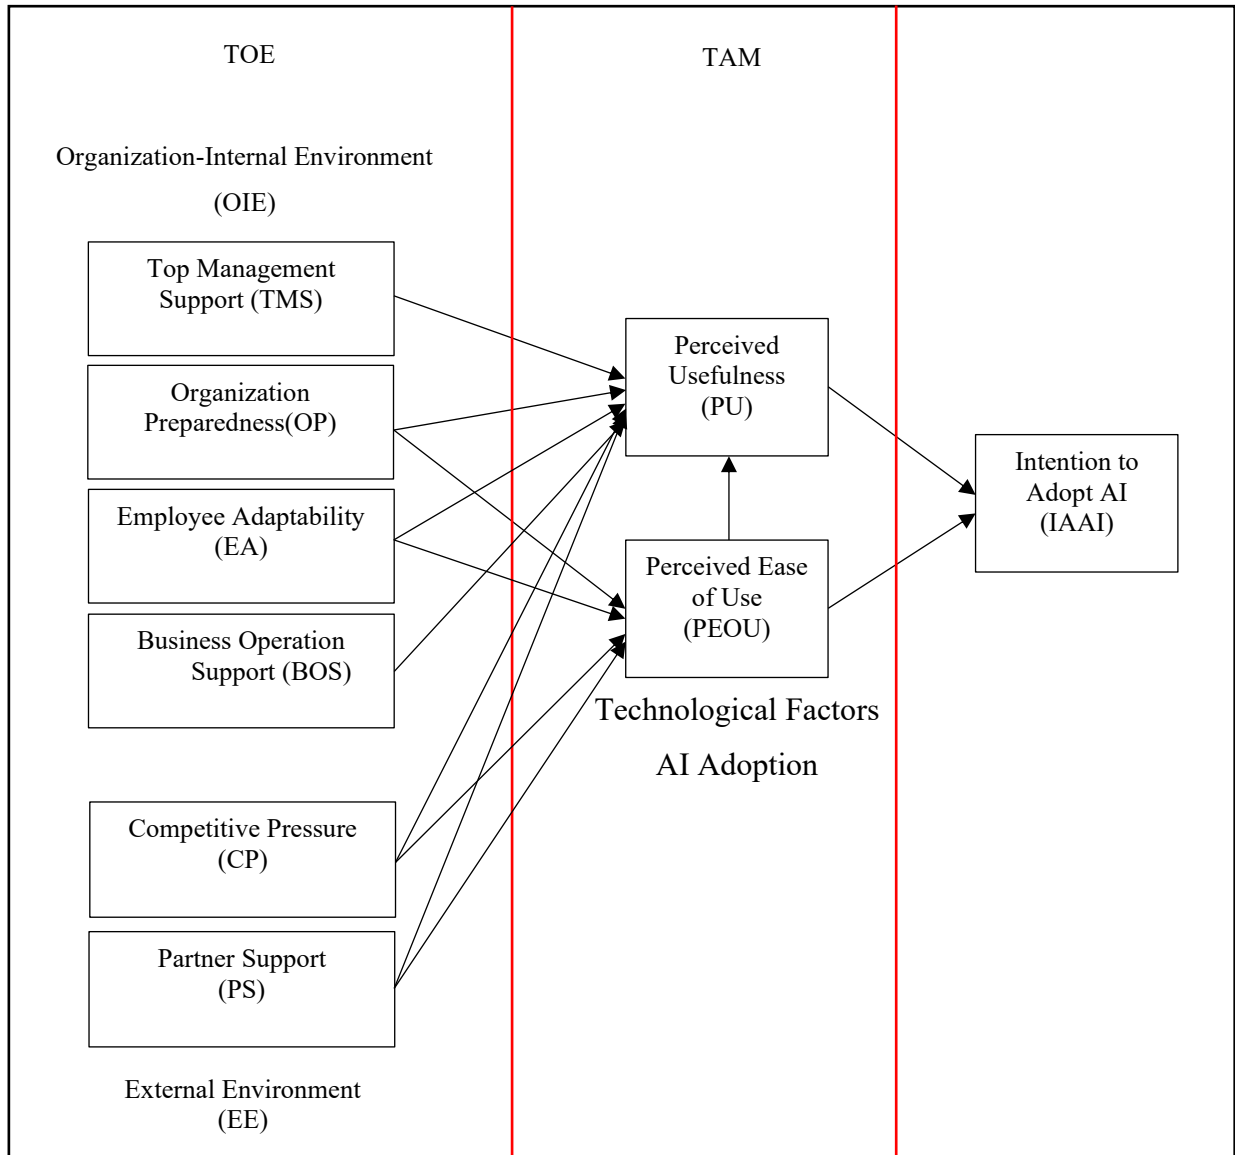 TOE
TAM
Organization-Internal Environment
(OIE)
Top Management
Support (TMS)
Organization
Preparedness(OP)
Employee Adaptability
(EA)
Business Operation
Support (BOS)
Competitive Pressure
(CP)
Partner Support
(PS)
External Environment
(EE)
Perceived
Usefulness
(PU)
Perceived Ease
of Use
(PEOU)
Technological Factors
AI Adoption
Intention to
Adopt AI
(IAAI)